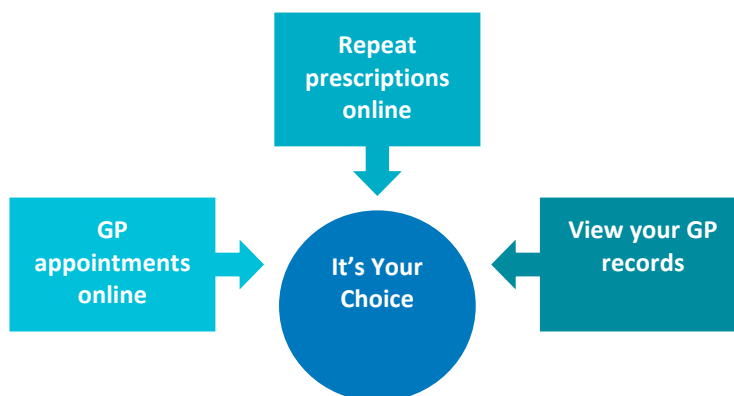 Repeat
prescriptions
online
GP
appointments
online
It’s Your
Choice
View your GP
records